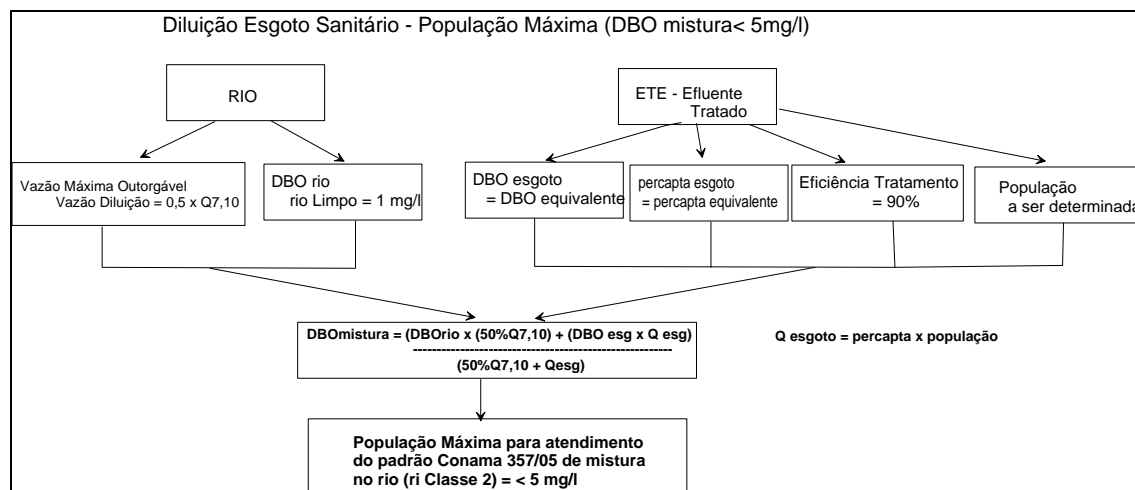 Diluição Esgoto Sanitário - População Máxima (DBO mistura< 5mg/l)
RIO
ETE - Efluente
Tratado
Vazão Máxima Outorgável
Vazão Diluição = 0,5 x Q7,10
DBO rio
rio Limpo = 1 mg/l
DBO esgoto
= DBO equivalente
percapta esgoto
= percapta equivalente
Eficiência Tratamento
= 90%
População
a ser determinada
DBOmistura = (DBOrio x (50%Q7,10) + (DBO esg x Q esg)
----------------------------------------------------------
(50%Q7,10 + Qesg)
Q esgoto = percapta x população
População Máxima para atendimento
do padrão Conama 357/05 de mistura
no rio (ri Classe 2) = < 5 mg/l